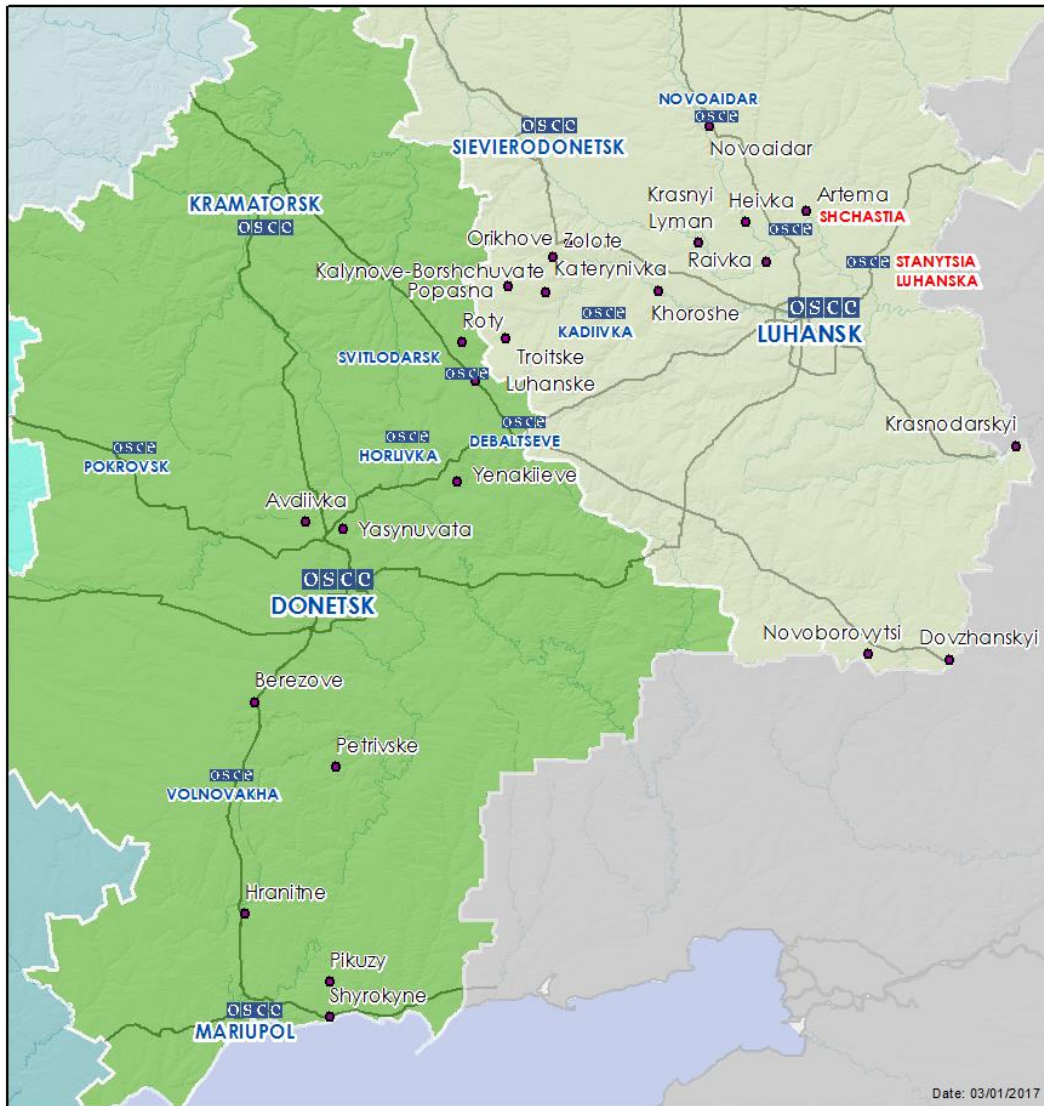 NOVOAIDAR
osce
Novoaidar
osce
SIEVIERODONETSK
KRAMATORSK
osce
Krasnyi
Lyman
Heivka
Artema
SHCHASTIA
osce
Orikhove
Zolote
Raivka
osce
STANYTSIA
LUHANSKA
Kalynove-Borshchuvate
Katerynivka
Popasna
Khoroshe
osce
KADIIVKA
osce
LUHANSK
Roty
Troitske
SVITLODARSK
osce
Luhanske
osce
DEBALTSEVE
osce
HORLIVKA
osce
POKROVSK
Krasnodarskyi
Yenakiieve
Avdiivka
Yasynuvata
osce
DONETSK
Novoborovytsi
Dovzhanskyi
Berezove
Petrivske
osce
VOLNOVAKHA
Hranitne
Pikuzy
Shyrokyne
osce
MARIUPOL
Date: 03/01/2017